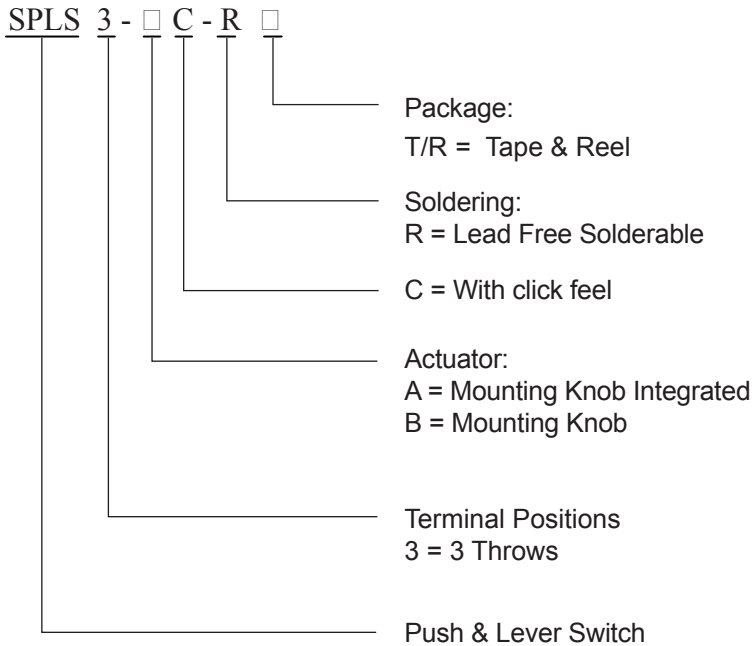 SPLS 3 - □ C - R □
Package:
T/R = Tape & Reel
Soldering:
R = Lead Free Solderable
C = With click feel
Actuator:
A = Mounting Knob Integrated
B = Mounting Knob
Terminal Positions
3 = 3 Throws
Push & Lever Switch